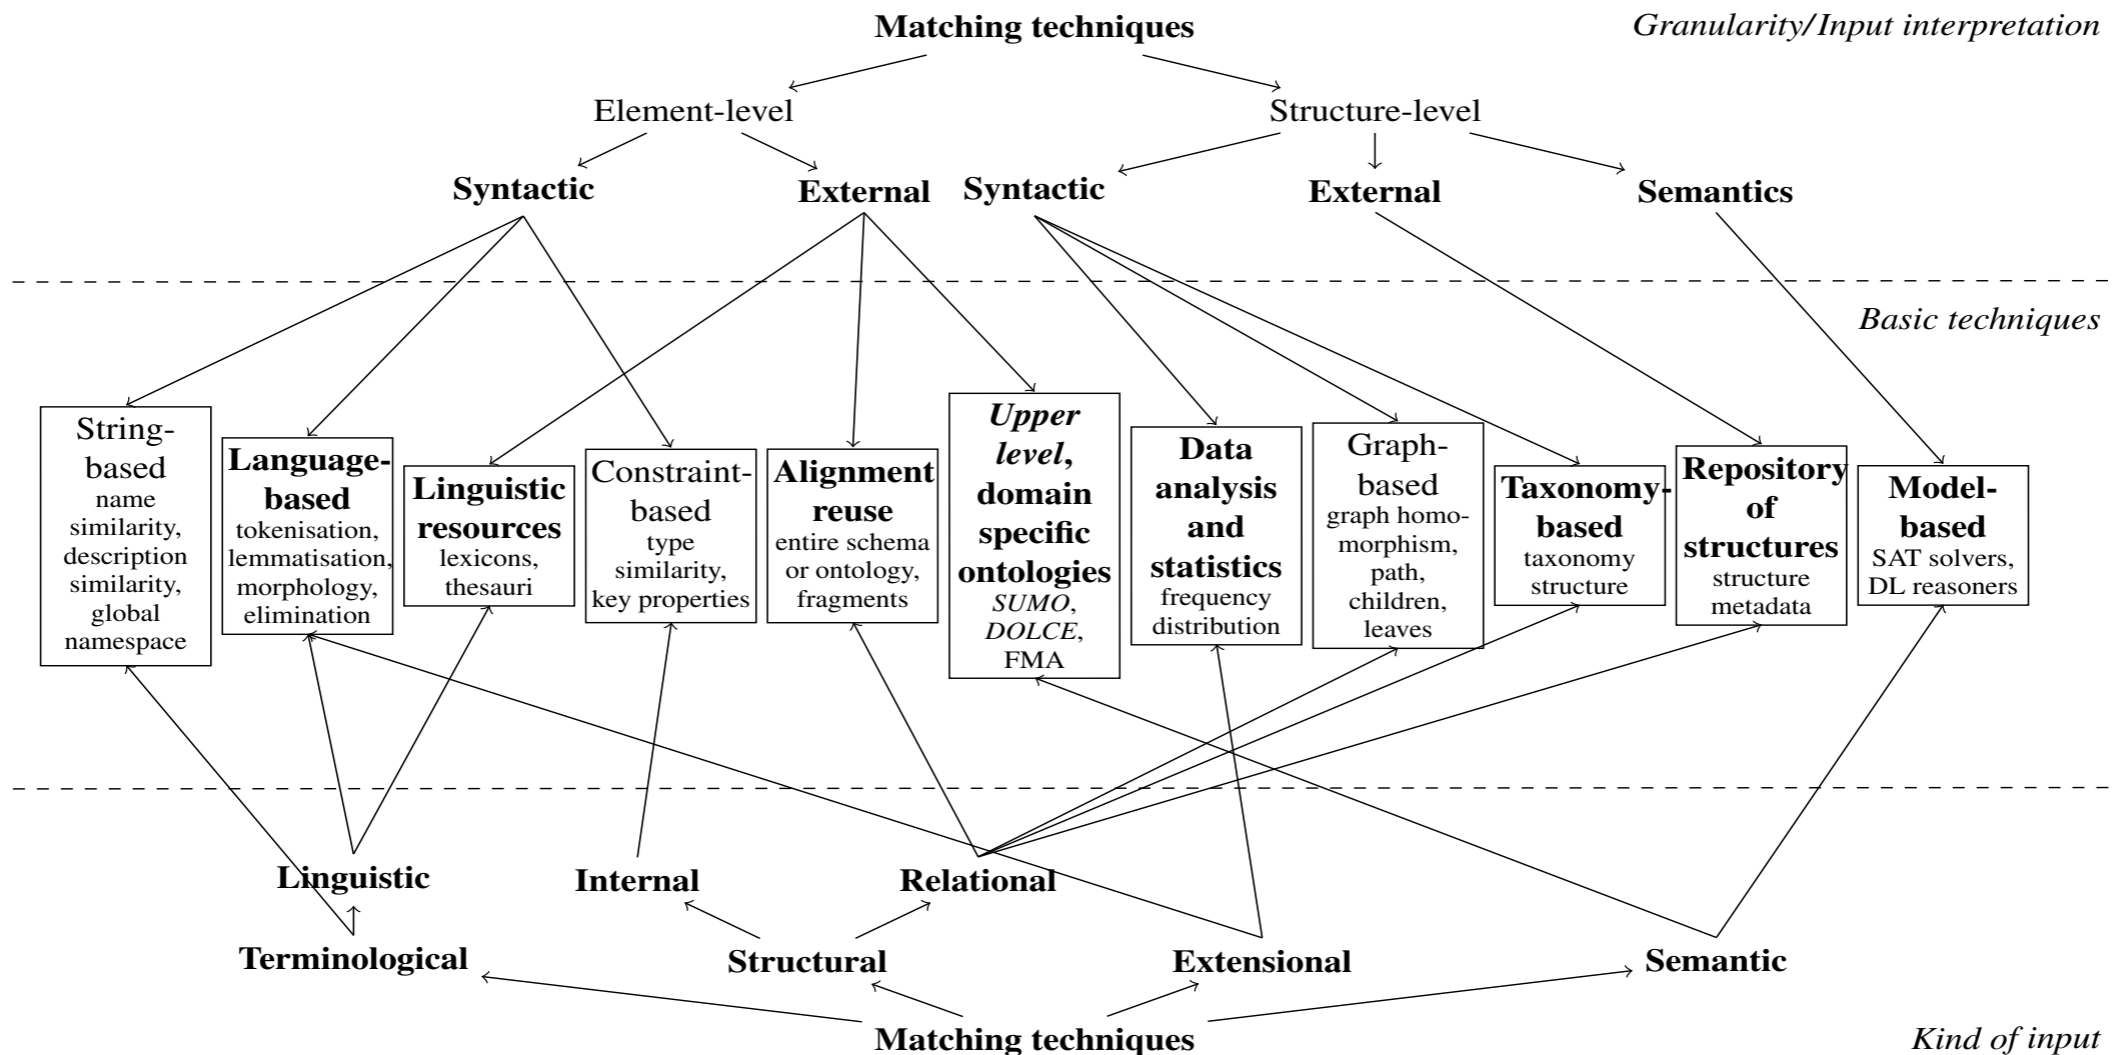 Matching techniques
Granularity/Input interpretation
Element-level
Structure-level
Syntactic
External
Syntactic
External
Semantics
Basic techniques
String-
based
name
similarity,
description
similarity,
global
namespace
Language-
based
tokenisation,
lemmatisation,
morphology,
elimination
Linguistic
resources
lexicons,
thesauri
Constraint-
based
type
similarity,
key properties
Alignment
reuse
entire schema
or ontology,
fragments
Upper
level,
domain
specific
ontologies
SUMO,
DOLCE,
FMA
Data
analysis
and
statistics
frequency
distribution
Graph-
based
graph homo-
morphism,
path,
children,
leaves
Taxonomy-
based
taxonomy
structure
Repository
of
structures
structure
metadata
Model-
based
SAT solvers,
DL reasoners
Linguistic
Internal
Relational
Terminological
Structural
Extensional
Semantic
Matching techniques
Kind of input